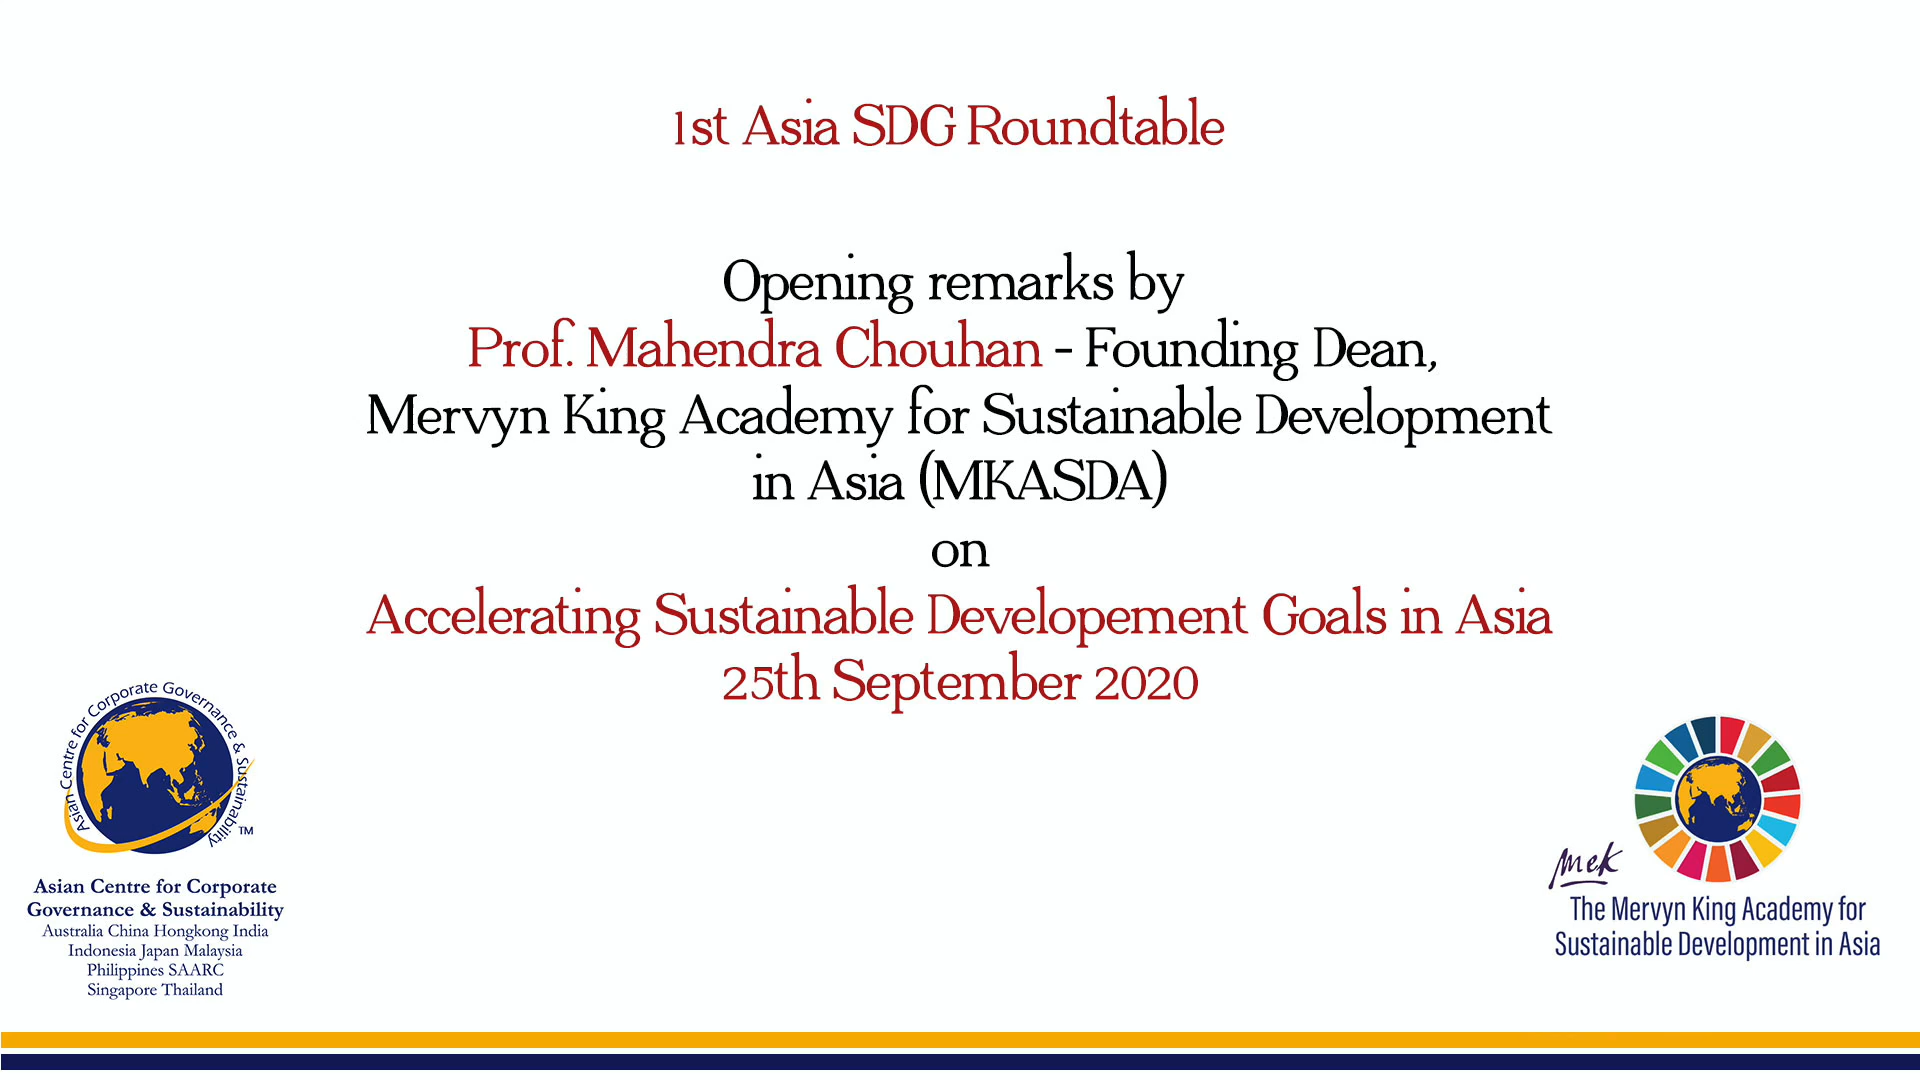 1st Asia SDG Roundtable
Opening remarks by
Prof. Mahendra Chouhan - Founding Dean,
Mervyn King Academy for Sustainable Development
in Asia (MKASDA)
on
Accelerating Sustainable Developement Goals in Asia
25th September 2020
Asian Centre for Corporate Governance & Sustainability
TM
Asian Centre for Corporate
Governance & Sustainability
Australia China Hongkong India
Indonesia Japan Malaysia
Philippines SAARC
Singapore Thailand
mek
The Mervyn King Academy for
Sustainable Development in Asia